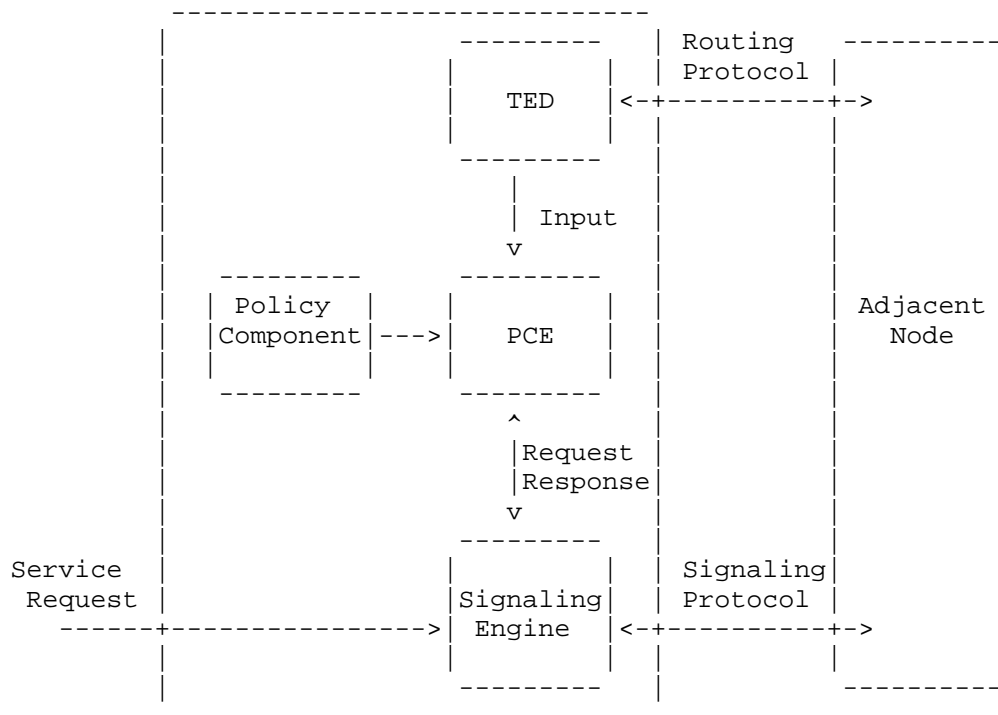 Routing
Protocol
TED
Input
Policy
Component
PCE
Adjacent
Node
Request
Response
Service
Request
Signaling
Engine
Signaling
Protocol